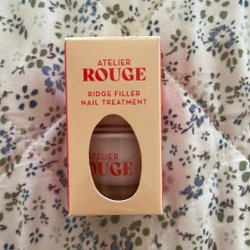 ATELIER
ROUGE
RIDGE FILLER
NAIL TREATMENT
ATELIER
ROUGE